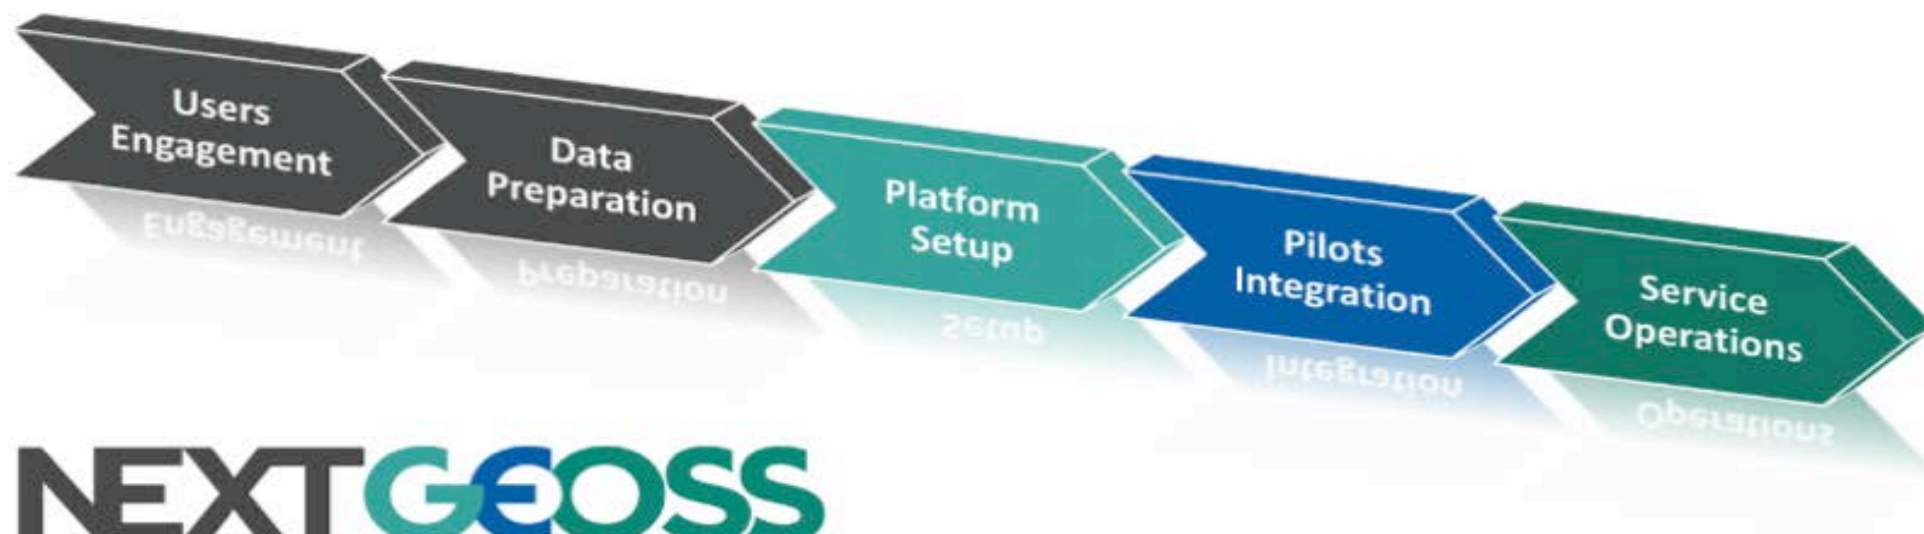 Users
Engagement
Data
Preparation
Platform
Setup
Pilots
Integration
Service
Operations
NEXTGEOSS